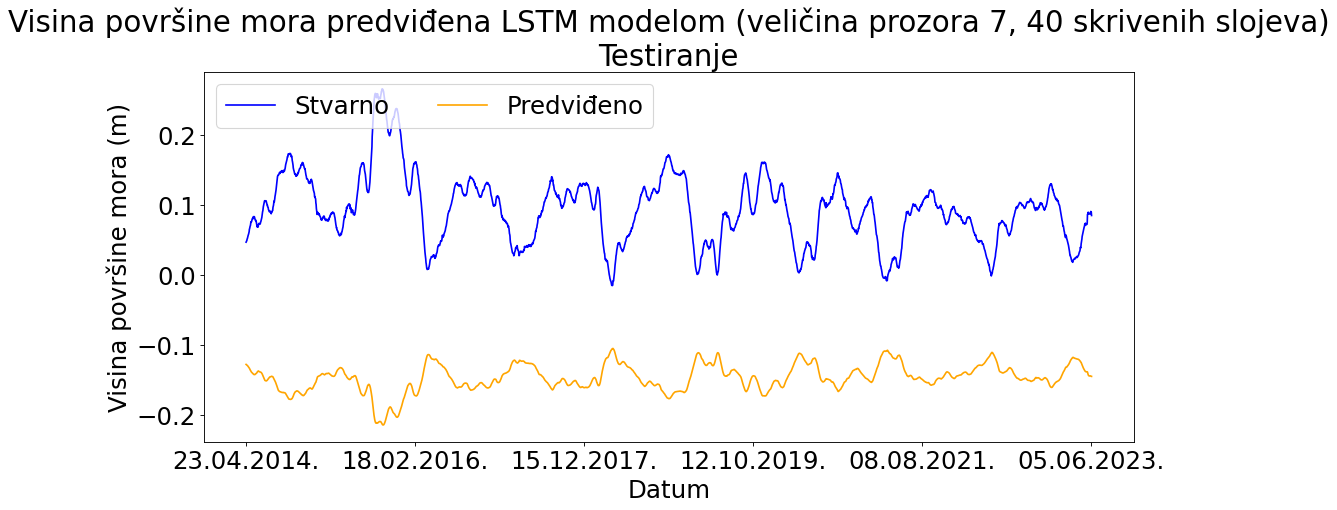 Visina površine mora predviđena LSTM modelom (veličina prozora 7, 40 skrivenih slojeva)
Testiranje
Stvarno
Predviđeno
Visina površine mora (m)
0.2
0.1
0.0
−0.1
−0.2
23.04.2014.
18.02.2016.
15.12.2017.
12.10.2019.
08.08.2021.
05.06.2023.
Datum